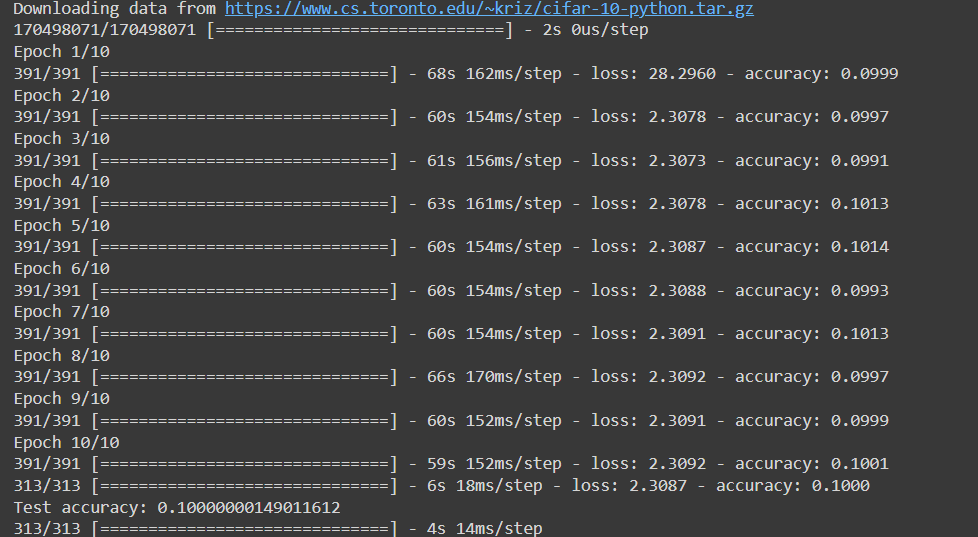 Downloading data from https://www.cs.toronto.edu/~kriz/cifar-10-python.tar.gz
170498071/170498071 [==============================] - 2s 0us/step
Epoch 1/10
391/391 [==============================] - 68s 162ms/step - loss: 28.2960 - accuracy: 0.0999
Epoch 2/10
391/391 [==============================] - 60s 154ms/step - loss: 2.3078 - accuracy: 0.0997
Epoch 3/10
391/391 [==============================] - 61s 156ms/step - loss: 2.3073 - accuracy: 0.0991
Epoch 4/10
391/391 [==============================] - 63s 161ms/step - loss: 2.3078 - accuracy: 0.1013
Epoch 5/10
391/391 [==============================] - 60s 154ms/step - loss: 2.3087 - accuracy: 0.1014
Epoch 6/10
391/391 [==============================] - 60s 154ms/step - loss: 2.3088 - accuracy: 0.0993
Epoch 7/10
391/391 [==============================] - 60s 154ms/step - loss: 2.3091 - accuracy: 0.1013
Epoch 8/10
391/391 [==============================] - 66s 170ms/step - loss: 2.3092 - accuracy: 0.0997
Epoch 9/10
391/391 [==============================] - 60s 152ms/step - loss: 2.3091 - accuracy: 0.0999
Epoch 10/10
391/391 [==============================] - 59s 152ms/step - loss: 2.3092 - accuracy: 0.1001
313/313 [==============================] - 6s 18ms/step - loss: 2.3087 - accuracy: 0.1000
Test accuracy: 0.10000000149011612
313/313 [==============================] - 4s 14ms/step